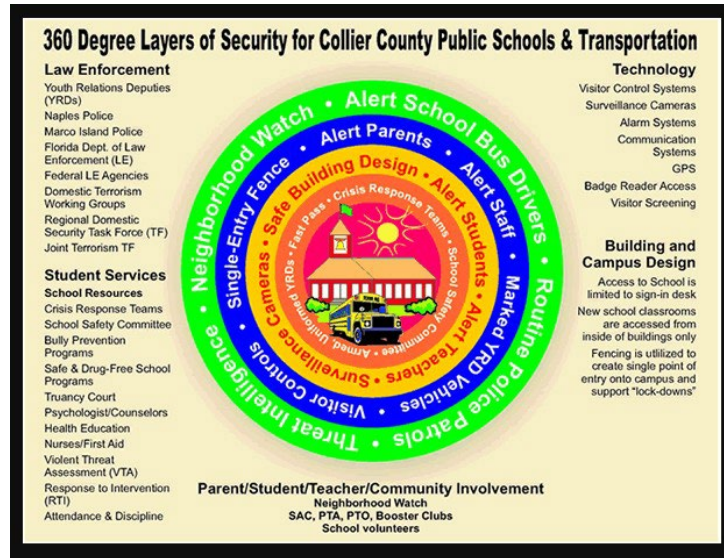 360 Degree Layers of Security for Collier County Public Schools & Transportation
Law Enforcement
Youth Relations Deputies
(YRDs)
Naples Police
Marco Island Police
Florida Dept. of Law
Enforcement (LE)
Federal LE Agencies
Domestic Terrorism
Working Groups
Regional Domestic
Security Task Force (TF)
Joint Terrorism TF
Student Services
School Resources
Crisis Response Teams
School Safety Committee
Bully Prevention
Programs
Safe & Drug-Free School
Programs
Truancy Court
Psychologist/Counselors
Health Education
Nurses/First Aid
Violent Threat
Assessment (VTA)
Response to Intervention
(RTI)
Attendance & Discipline
Neighborhood Watch • Alert School Bus Drivers • Routine Police Patrols • Threat Intelligence •
Single-Entry Fence • Alert Parents • Alert Staff • Marked YRD Vehicles • Visitor Controls •
Safe Building Design • Alert Students • Alert Teachers • Surveillance Cameras •
Fast Pass • Crisis Response Teams • School Safety Committee • Armed, Uniformed YRDs •
Technology
Visitor Control Systems
Surveillance Cameras
Alarm Systems
Communication
Systems
GPS
Badge Reader Access
Visitor Screening
Building and
Campus Design
Access to School is
limited to sign-in desk
New school classrooms
are accessed from
inside of buildings only
Fencing is utlilized to
create single point of
entry onto campus and
support “lock-downs”
Parent/Student/Teacher/Community Involvement
Neighborhood Watch
SAC, PTA, PTO, Booster Clubs
School volunteers